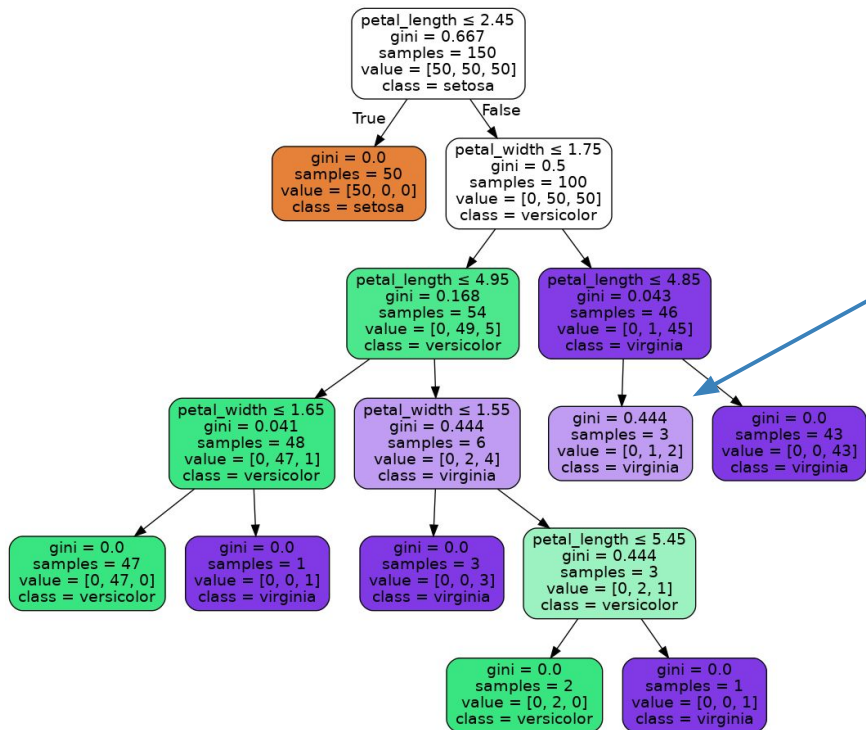 petal_length ≤ 2.45
gini = 0.667
samples = 150
value = [50, 50, 50]
class = setosa
True
False
gini = 0.0
samples = 50
value = [50, 0, 0]
class = setosa
petal_width ≤ 1.75
gini = 0.5
samples = 100
value = [0, 50, 50]
class = versicolor
petal_length ≤ 4.95
gini = 0.168
samples = 54
value = [0, 49, 5]
class = versicolor
petal_length ≤ 4.85
gini = 0.043
samples = 46
value = [0, 1, 45]
class = virginia
petal_width ≤ 1.65
gini = 0.041
samples = 48
value = [0, 47, 1]
class = versicolor
petal_width ≤ 1.55
gini = 0.444
samples = 6
value = [0, 2, 4]
class = virginia
gini = 0.444
samples = 3
value = [0, 1, 2]
class = virginia
gini = 0.0
samples = 43
value = [0, 0, 43]
class = virginia
gini = 0.0
samples = 47
value = [0, 47, 0]
class = versicolor
gini = 0.0
samples = 1
value = [0, 0, 1]
class = virginia
gini = 0.0
samples = 3
value = [0, 0, 3]
class = virginia
petal_length ≤ 5.45
gini = 0.444
samples = 3
value = [0, 2, 1]
class = versicolor
gini = 0.0
samples = 2
value = [0, 2, 0]
class = versicolor
gini = 0.0
samples = 1
value = [0, 0, 1]
class = virginia